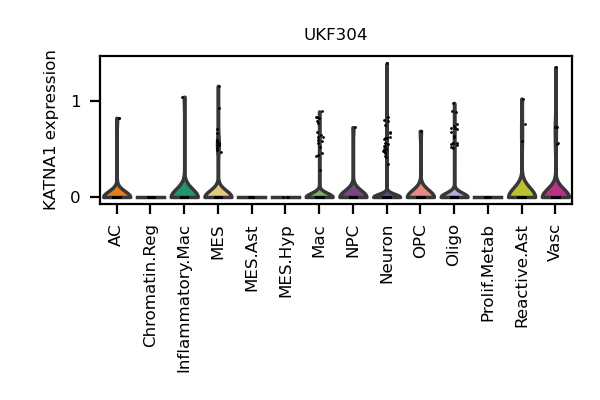 UKF304
KATNA1 expression
1
0
AC
Chromatin.Reg
Inflammatory.Mac
MES
MES.Ast
MES.Hyp
Mac
NPC
Neuron
OPC
Oligo
Prolif.Metab
Reactive.Ast
Vasc